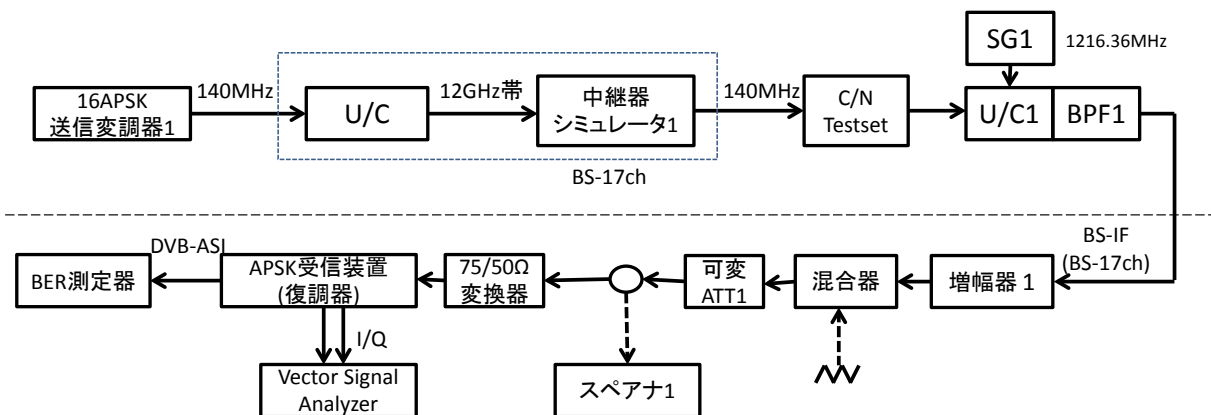 SG1
1216.36MHz
16APSK
送信変調器1
140MHz
U/C
12GHz帯
中継器
シミュレータ1
140MHz
C/N
Testset
U/C1
BPF1
BS-17ch
BS-IF
(BS-17ch)
DVB-ASI
BER測定器
APSK受信装置
(復調器)
75/50Ω
変換器
可変
ATT1
混合器
増幅器 1
I/Q
Vector Signal
Analyzer
スペアナ1